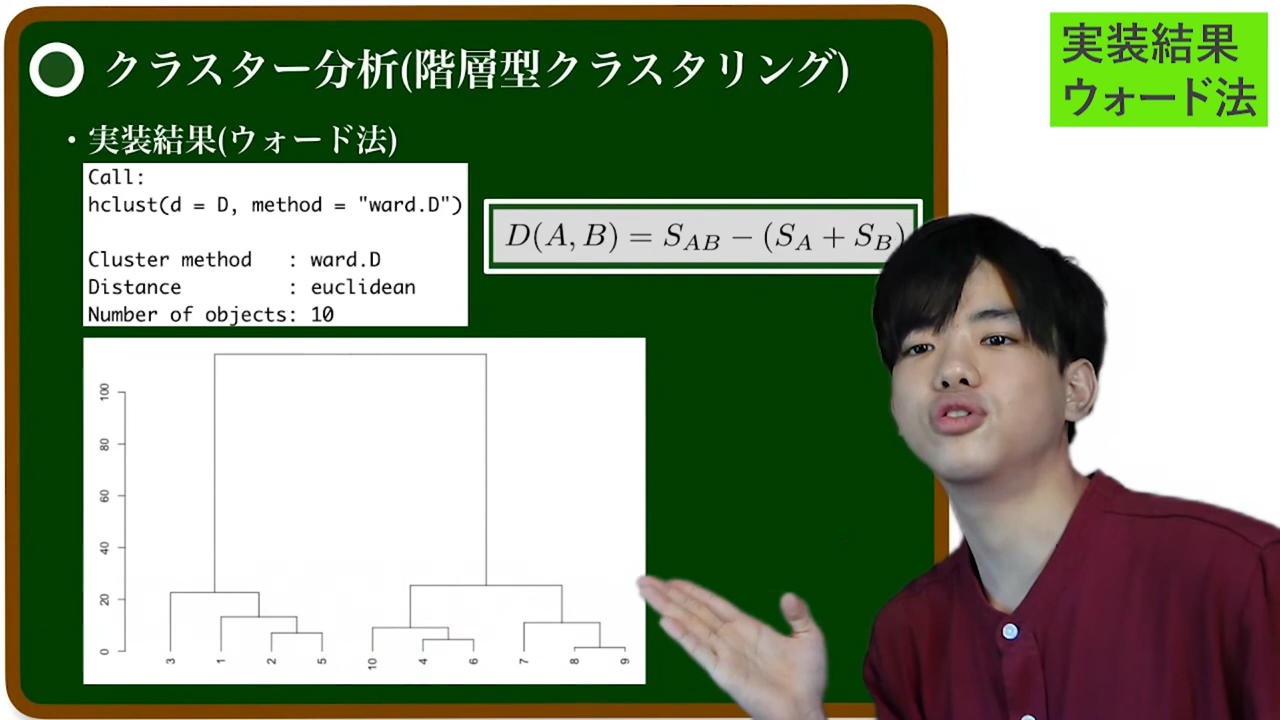 クラスター分析(階層型クラスタリング)
実装結果
ウォード法
・実装結果(ウォード法)
Call:
hclust(d = D, method = "ward.D")
Cluster method : ward.D
Distance : euclidean
Number of objects: 10
D(A, B) = S_{AB} − (S_A + S_B)
100
80
60
40
20
0
3 1 2 5 10 4 6 7 8 9